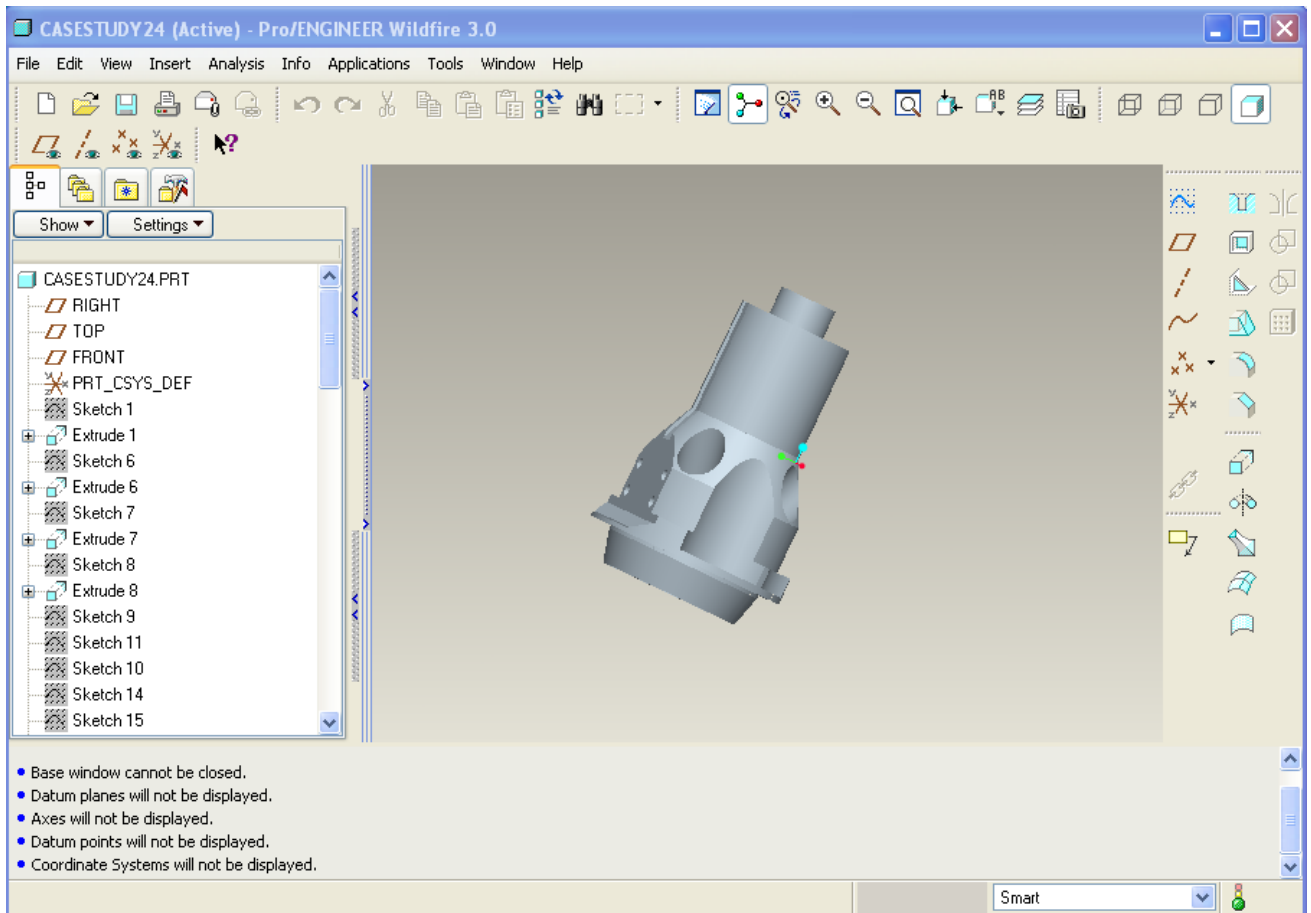 CASESTUDY24 (Active) - Pro/ENGINEER Wildfire 3.0
File Edit View Insert Analysis Info Applications Tools Window Help
Show Settings
CASESTUDY24.PRT
RIGHT
TOP
FRONT
PRT_CSYS_DEF
Sketch 1
Extrude 1
Sketch 6
Extrude 6
Sketch 7
Extrude 7
Sketch 8
Extrude 8
Sketch 9
Sketch 11
Sketch 10
Sketch 14
Sketch 15
Base window cannot be closed.
Datum planes will not be displayed.
Axes will not be displayed.
Datum points will not be displayed.
Coordinate Systems will not be displayed.
Smart